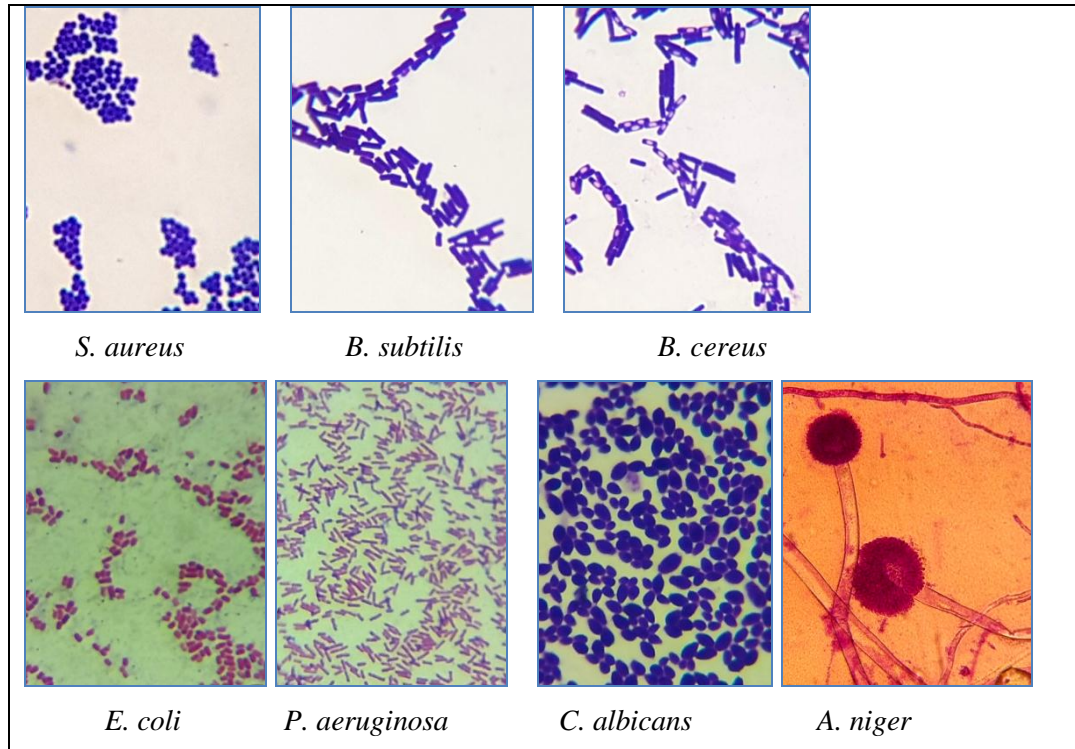 S. aureus B. subtilis B. cereus
E. coli P. aeruginosa C. albicans A. niger